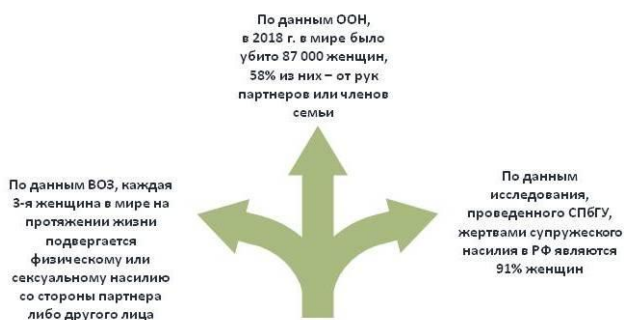 По данным ООН,
в 2018 г. в мире было
убито 87 000 женщин,
58% из них – от рук
партнеров или членов
семьи
По данным ВОЗ, каждая
3-я женщина в мире на
протяжении жизни
подвергается
физическому или
сексуальному насилию
со стороны партнера
либо другого лица
По данным
исследования,
проведенного СПбГУ,
жертвами супружеского
насилия в РФ являются
91% женщин